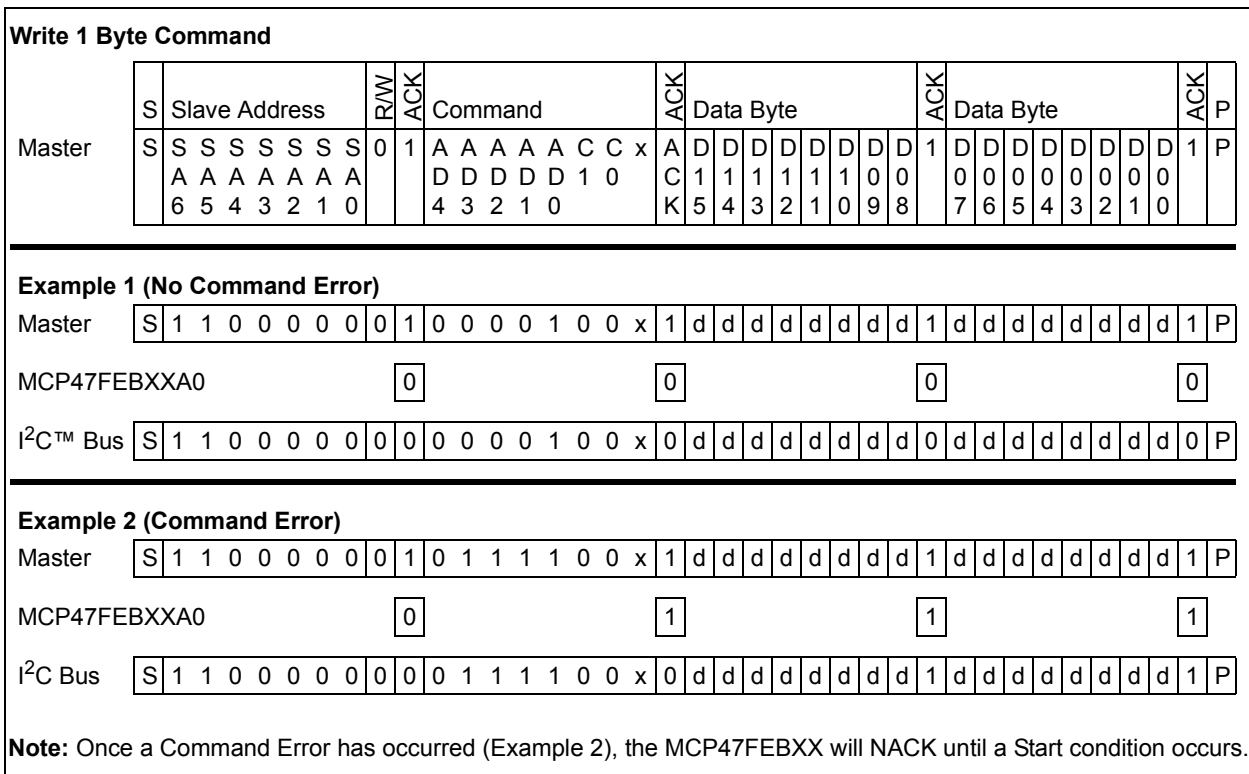 Write 1 Byte Command
S Slave Address R/W ACK Command ACK Data Byte ACK Data Byte ACK P
Master S S S S S S S S 0 1 A A A A A C C x A D D D D D D D D 1 D D D D D D D D 1 P
A A A A A A A D D D D D 1 0 C 1 1 1 1 1 1 0 0 0 0 0 0 0 0 0 0
6 5 4 3 2 1 0 4 3 2 1 0 K 5 4 3 2 1 0 9 8 7 6 5 4 3 2 1 0
Example 1 (No Command Error)
Master S 1 1 0 0 0 0 0 0 1 0 0 0 0 1 0 0 x 1 d d d d d d d d 1 d d d d d d d d 1 P
MCP47FEBXXA0 0 0 0 0
I²C™ Bus S 1 1 0 0 0 0 0 0 0 0 0 0 0 1 0 0 x 0 d d d d d d d d 0 d d d d d d d d 0 P
Example 2 (Command Error)
Master S 1 1 0 0 0 0 0 0 1 0 1 1 1 1 0 0 x 1 d d d d d d d d 1 d d d d d d d d 1 P
MCP47FEBXXA0 0 1 1 1
I²C Bus S 1 1 0 0 0 0 0 0 0 0 1 1 1 1 0 0 x 0 d d d d d d d d 1 d d d d d d d d 1 P
Note: Once a Command Error has occurred (Example 2), the MCP47FEBXX will NACK until a Start condition occurs.